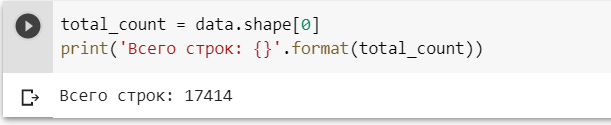 total_count = data.shape[0]
print('Всего строк: {}'.format(total_count))
Всего строк: 17414